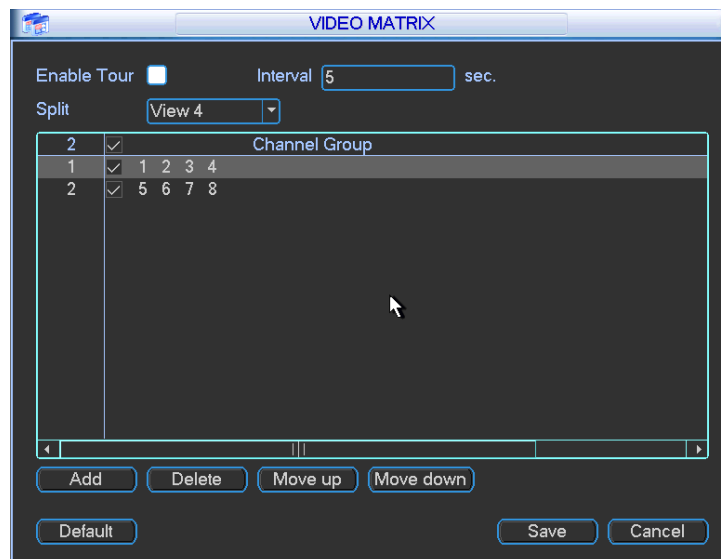 VIDEO MATRIX
Enable Tour Interval 5 sec.
Split View 4
2 Channel Group
1 1 2 3 4
2 5 6 7 8
Add Delete Move up Move down
Default Save Cancel